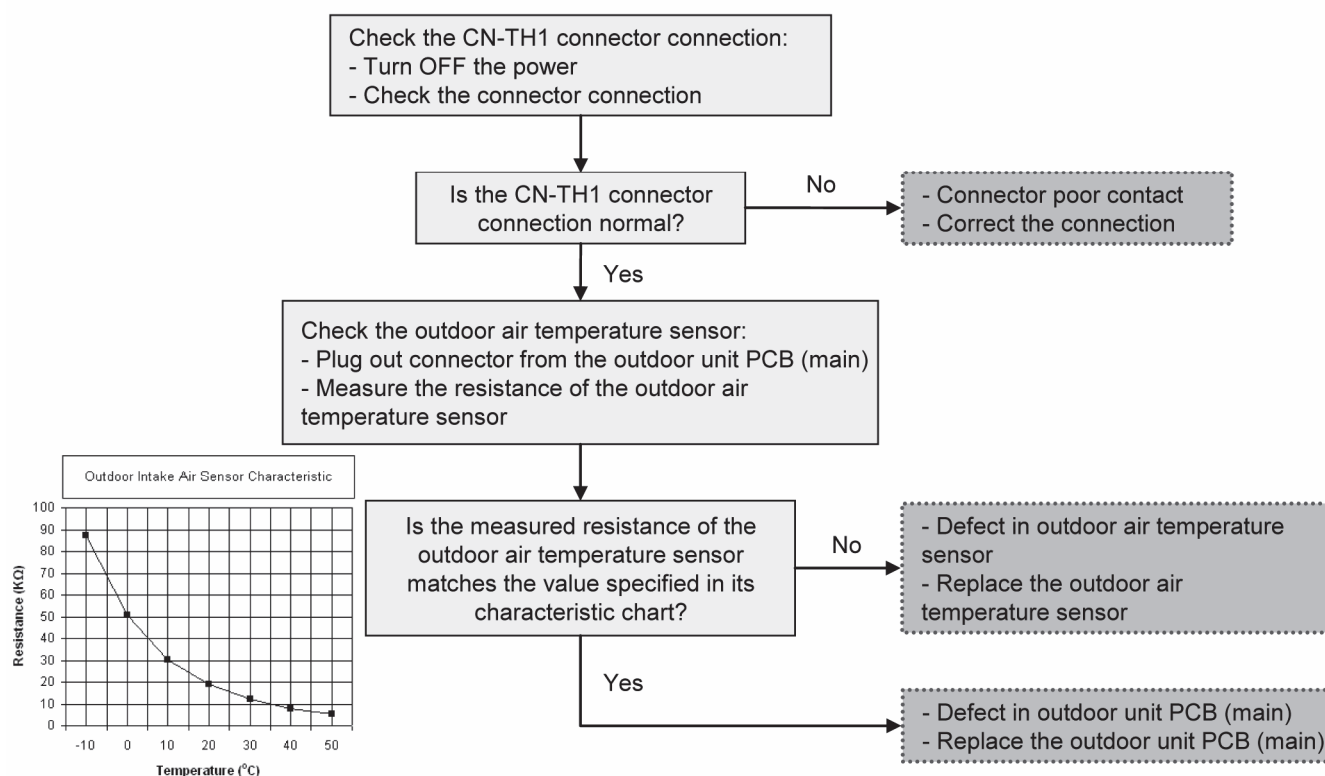 Check the CN-TH1 connector connection:
- Turn OFF the power
- Check the connector connection
Is the CN-TH1 connector
connection normal?
No
- Connector poor contact
- Correct the connection
Yes
Check the outdoor air temperature sensor:
- Plug out connector from the outdoor unit PCB (main)
- Measure the resistance of the outdoor air
temperature sensor
Outdoor Intake Air Sensor Characteristic
Resistance (KΩ)
100
90
80
70
60
50
40
30
20
10
0
-10 0 10 20 30 40 50
Temperature (°C)
Is the measured resistance of the
outdoor air temperature sensor
matches the value specified in its
characteristic chart?
No
- Defect in outdoor air temperature
sensor
- Replace the outdoor air
temperature sensor
Yes
- Defect in outdoor unit PCB (main)
- Replace the outdoor unit PCB (main)